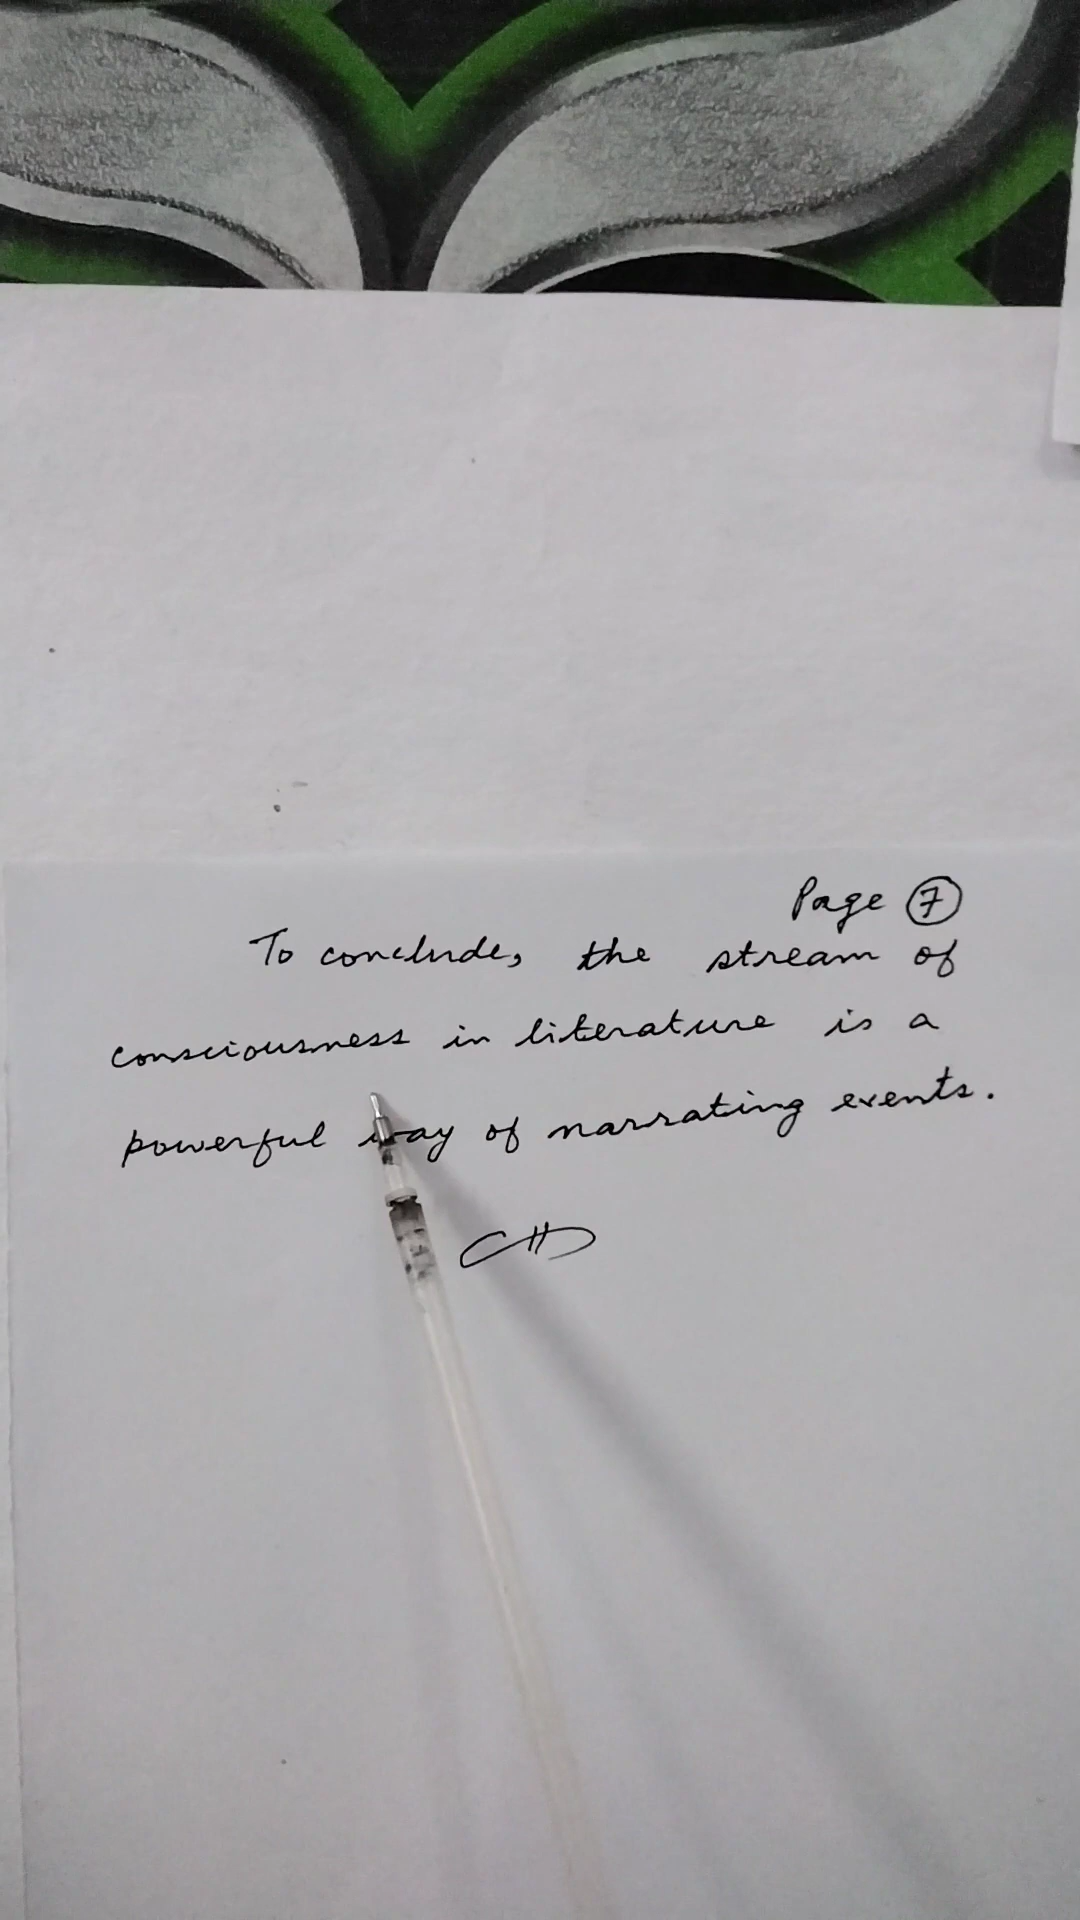 Page 7
To conclude, the stream of
consciousness in literature is a
powerful way of narrating events.